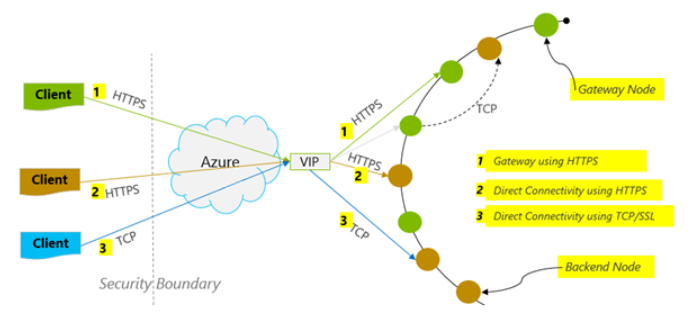 Client
1
HTTPS
Client
2
HTTPS
Client
3
TCP
Security Boundary
Azure
VIP
1
HTTPS
HTTPS
2
3
TCP
TCP
Gateway Node
1 Gateway using HTTPS
2 Direct Connectivity using HTTPS
3 Direct Connectivity using TCP/SSL
Backend Node